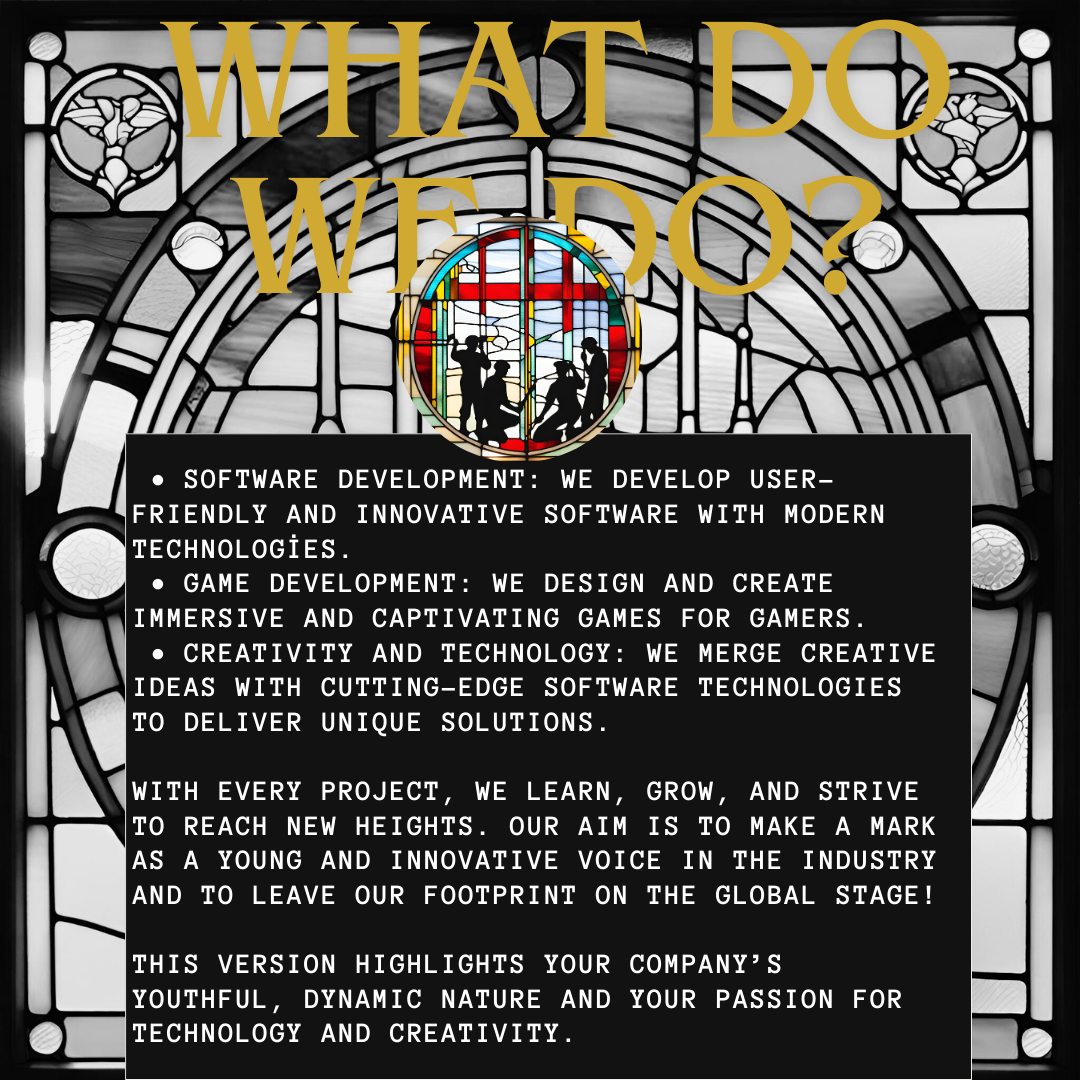 WHAT DO
WE DO?
• SOFTWARE DEVELOPMENT: WE DEVELOP USER-
FRIENDLY AND INNOVATIVE SOFTWARE WITH MODERN
TECHNOLOGİES.
• GAME DEVELOPMENT: WE DESIGN AND CREATE
IMMERSIVE AND CAPTIVATING GAMES FOR GAMERS.
• CREATIVITY AND TECHNOLOGY: WE MERGE CREATIVE
IDEAS WITH CUTTING-EDGE SOFTWARE TECHNOLOGIES
TO DELIVER UNIQUE SOLUTIONS.
WITH EVERY PROJECT, WE LEARN, GROW, AND STRIVE
TO REACH NEW HEIGHTS. OUR AIM IS TO MAKE A MARK
AS A YOUNG AND INNOVATIVE VOICE IN THE INDUSTRY
AND TO LEAVE OUR FOOTPRINT ON THE GLOBAL STAGE!
THIS VERSION HIGHLIGHTS YOUR COMPANY’S
YOUTHFUL, DYNAMIC NATURE AND YOUR PASSION FOR
TECHNOLOGY AND CREATIVITY.